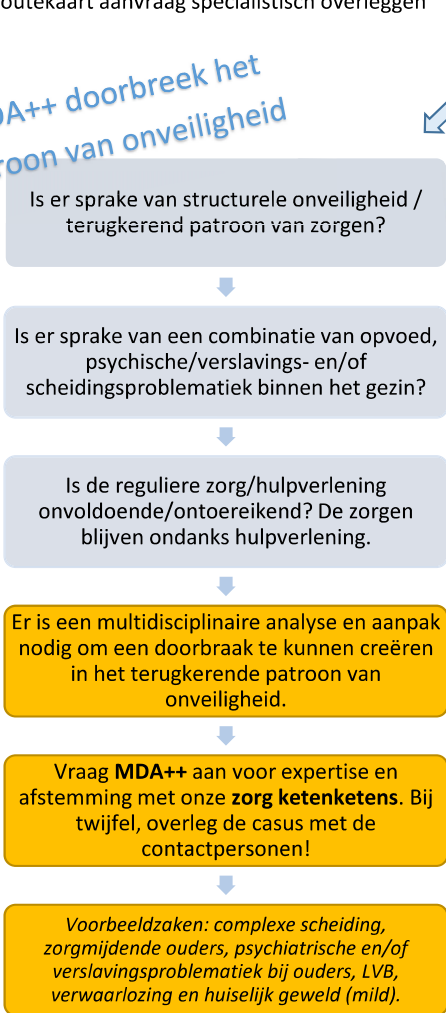 outekaart aanvraag specialistisch overleggen
DA++ doorbreek het
roon van onveiligheid
Is er sprake van structurele onveiligheid /
terugkerend patroon van zorgen?
Is er sprake van een combinatie van opvoed,
psychische/verslavings- en/of
scheidingsproblematiek binnen het gezin?
Is de reguliere zorg/hulpverlening
onvoldoende/ontoereikend? De zorgen
blijven ondanks hulpverlening.
Er is een multidisciplinaire analyse en aanpak
nodig om een doorbraak te kunnen creëren
in het terugkerende patroon van
onveiligheid.
Vraag MDA++ aan voor expertise en
afstemming met onze zorg ketenketens. Bij
twijfel, overleg de casus met de
contactpersonen!
Voorbeeldzaken: complexe scheiding,
zorgmijdende ouders, psychiatrische en/of
verslavingsproblematiek bij ouders, LVB,
verwaarlozing en huiselijk geweld (mild).